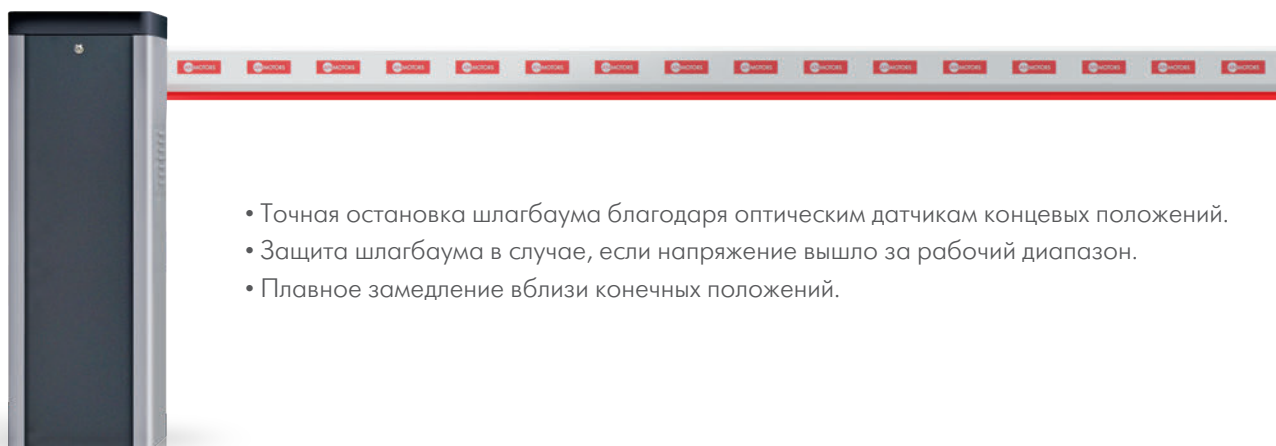 • Точная остановка шлагбаума благодаря оптическим датчикам концевых положений.
• Защита шлагбаума в случае, если напряжение вышло за рабочий диапазон.
• Плавное замедление вблизи конечных положений.